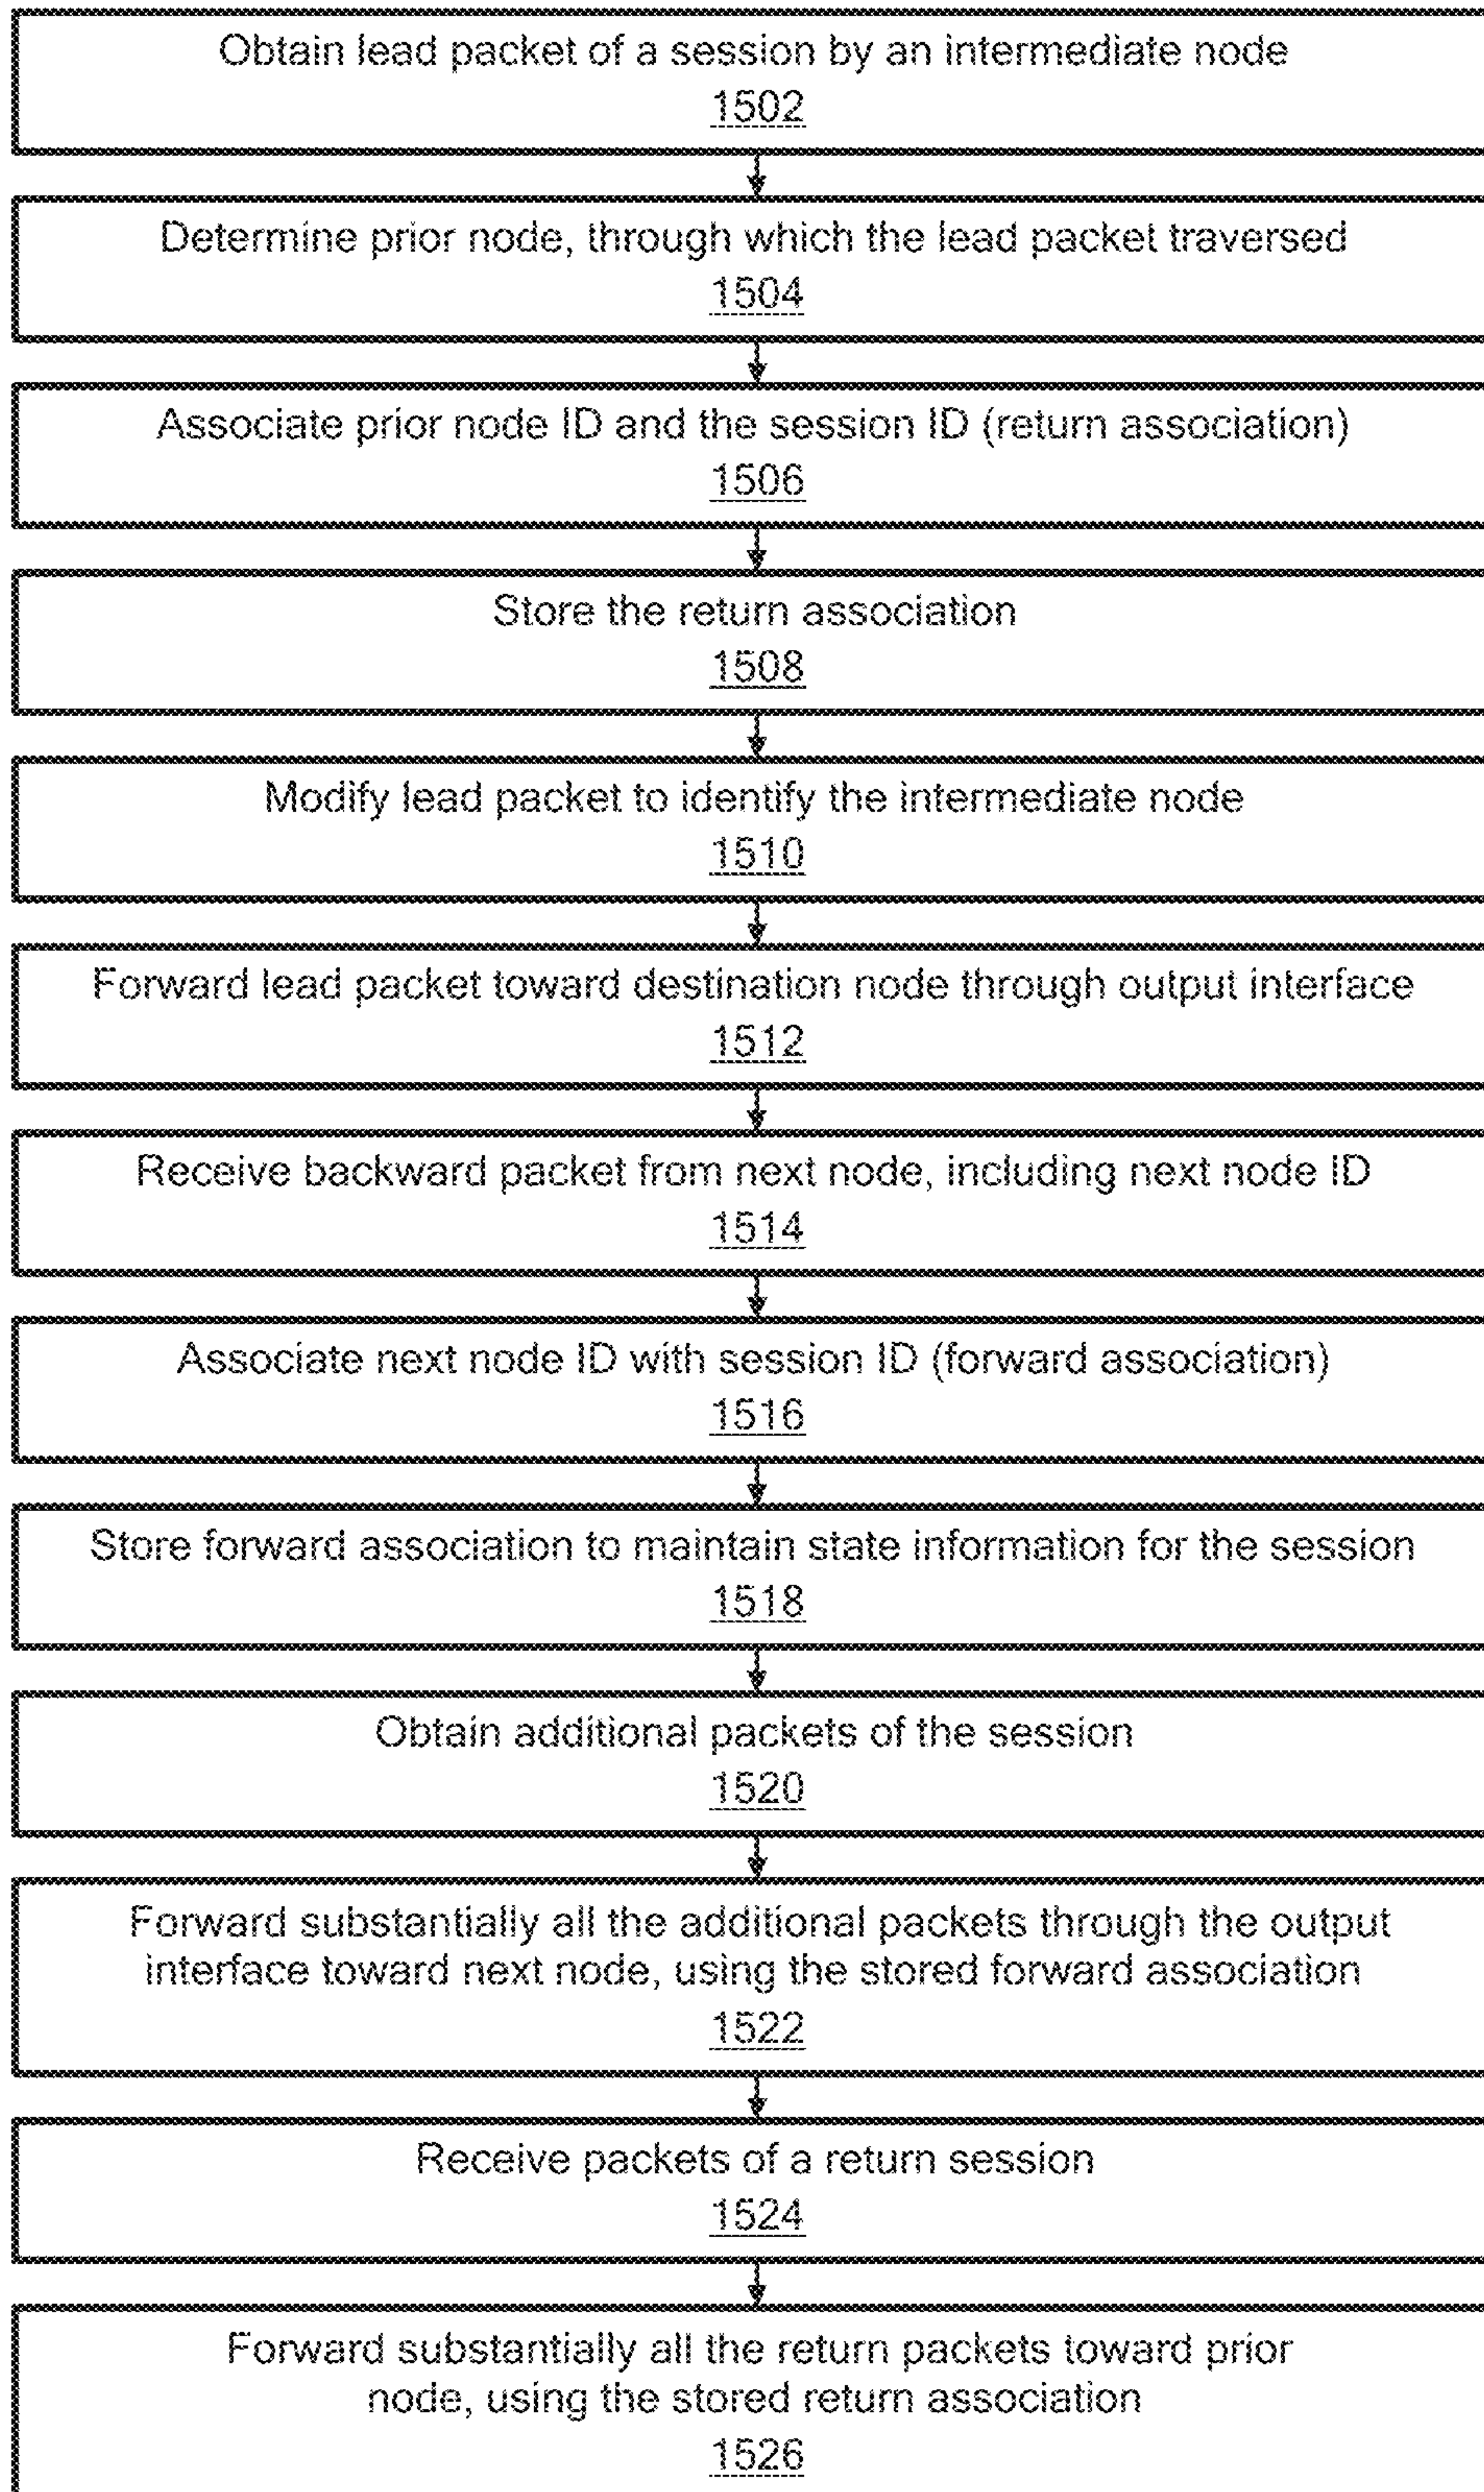 Obtain lead packet of a session by an intermediate node
1502
Determine prior node, through which the lead packet traversed
1504
Associate prior node ID and the session ID (return association)
1506
Store the return association
1508
Modify lead packet to identify the intermediate node
1510
Forward lead packet toward destination node through output interface
1512
Receive backward packet from next node, including next node ID
1514
Associate next node ID with session ID (forward association)
1516
Store forward association to maintain state information for the session
1518
Obtain additional packets of the session
1520
Forward substantially all the additional packets through the output
interface toward next node, using the stored forward association
1522
Receive packets of a return session
1524
Forward substantially all the return packets toward prior
node, using the stored return association
1526